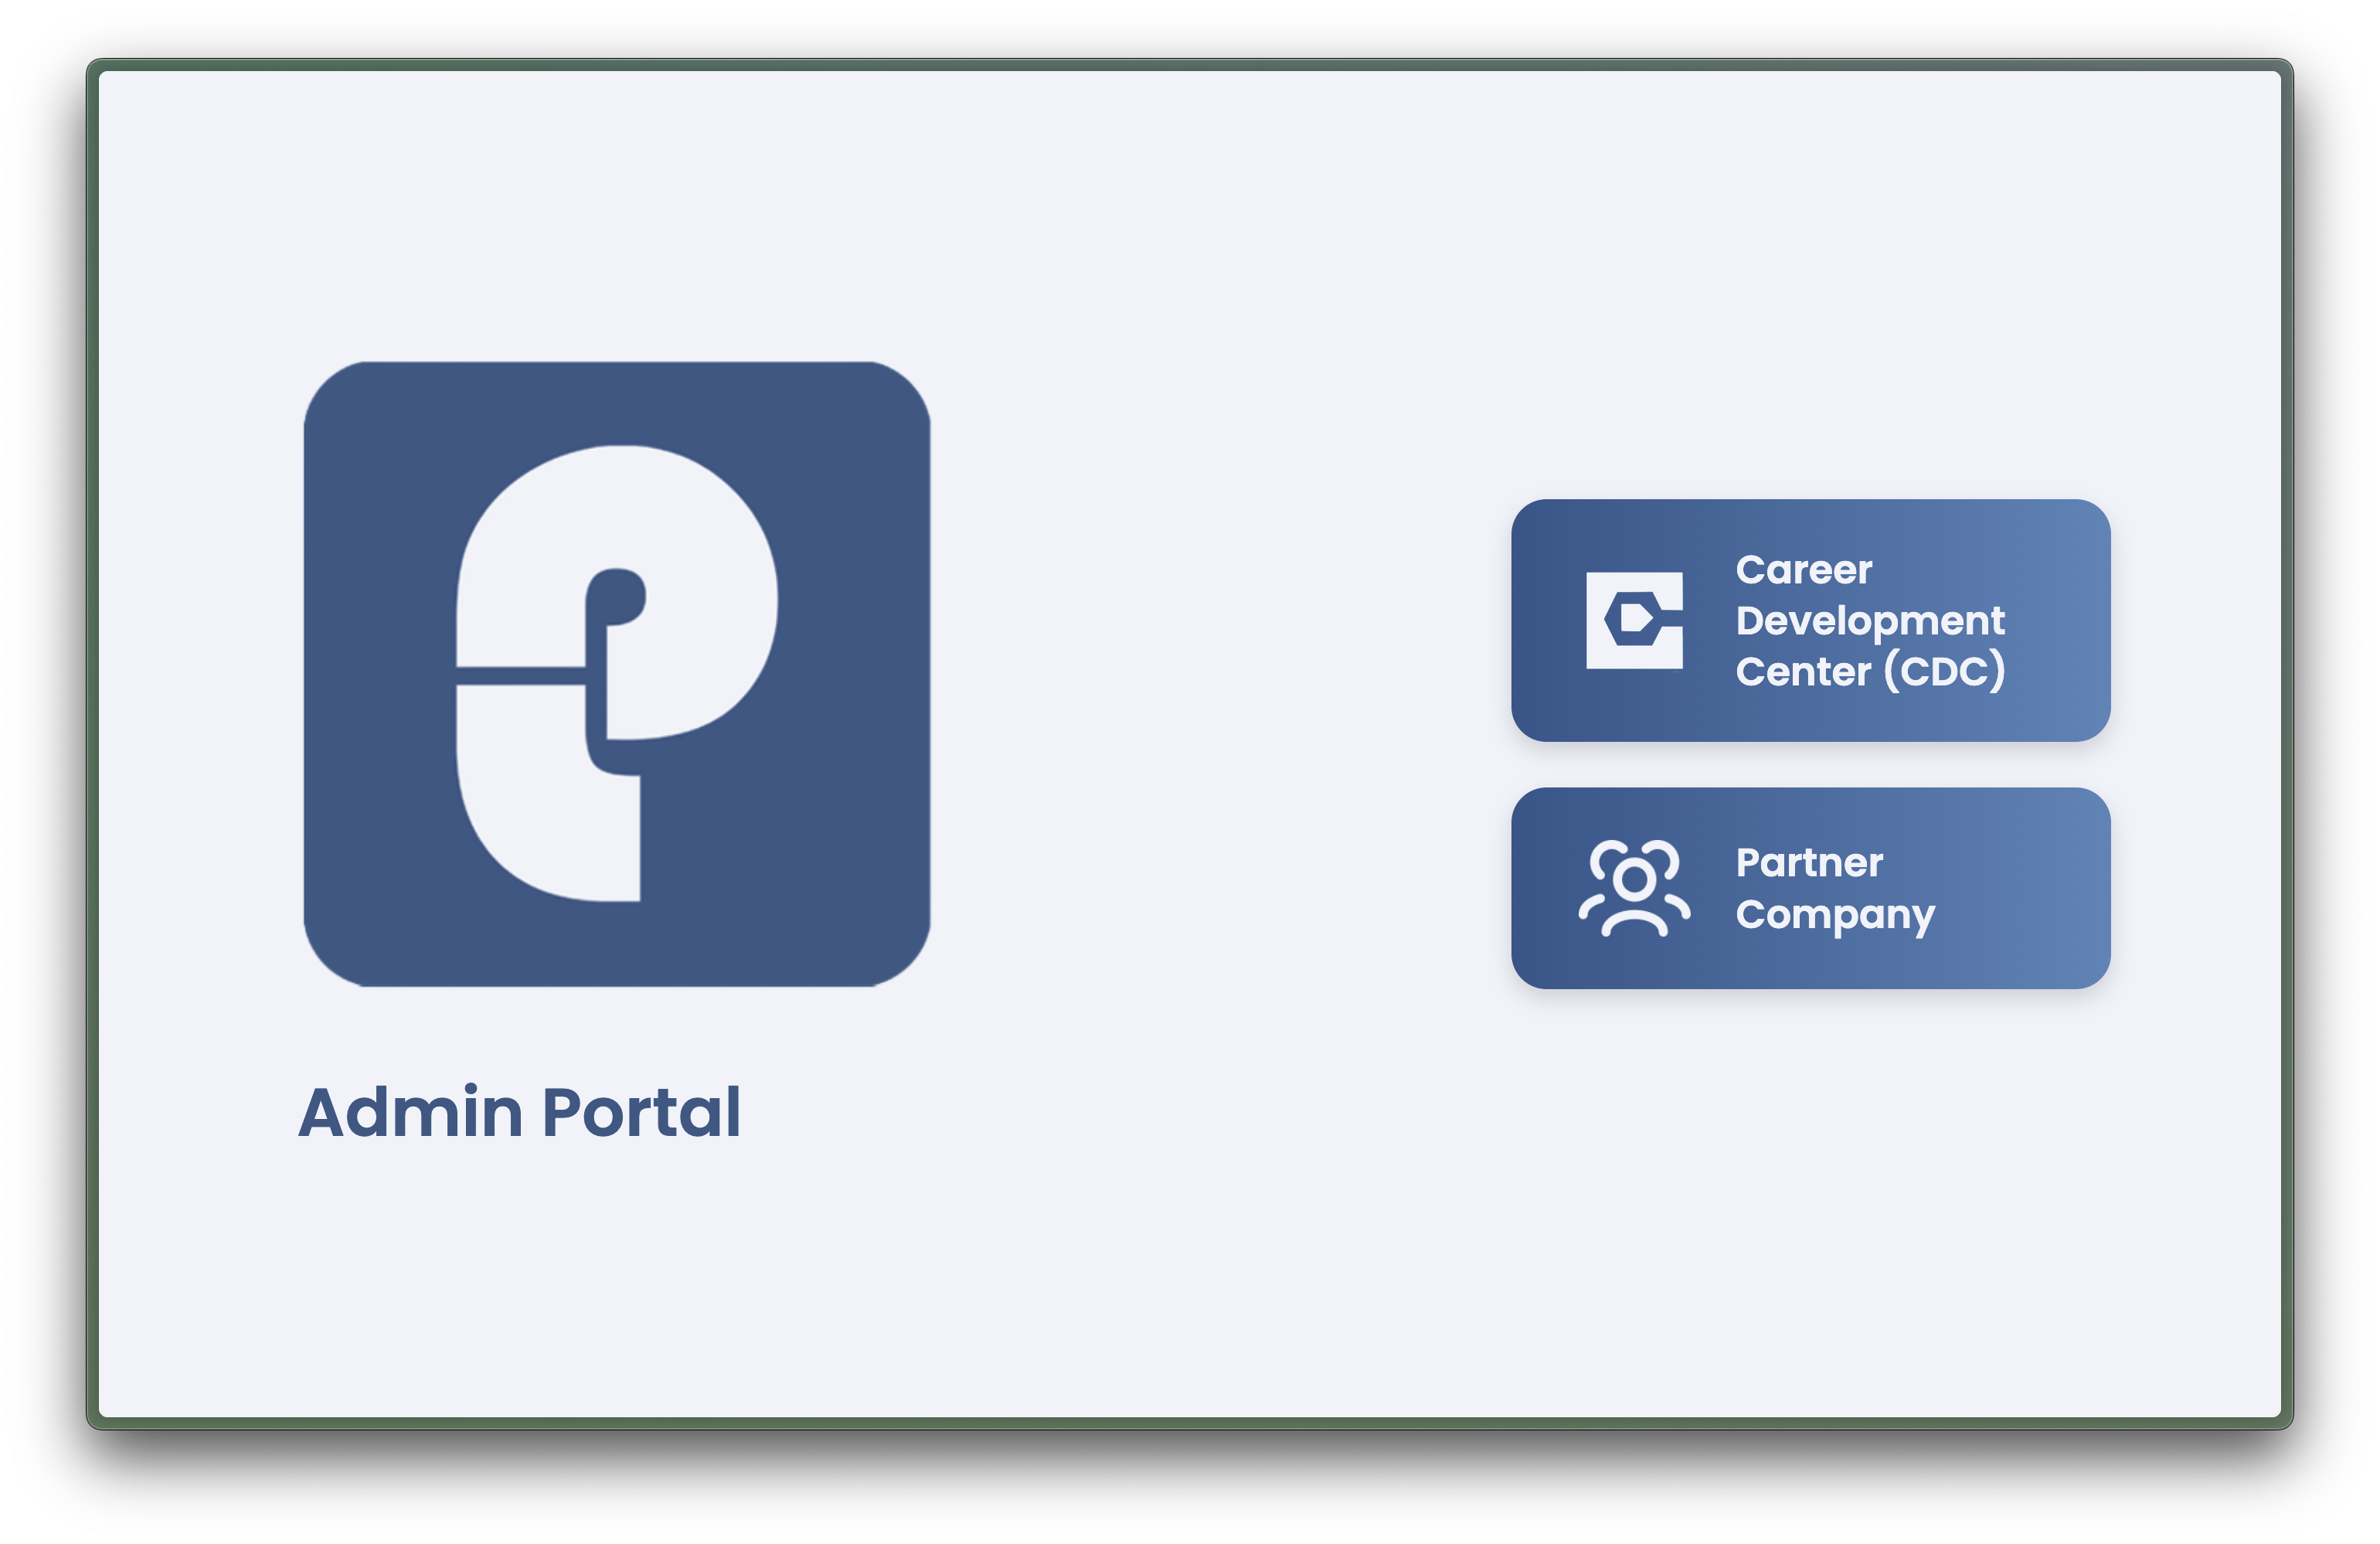 Admin Portal
Career
Development
Center (CDC)
Partner
Company